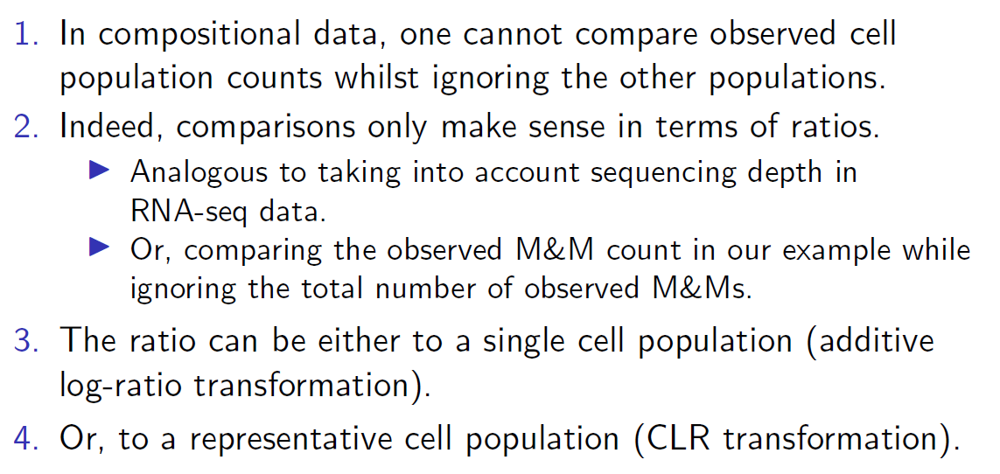 1. In compositional data, one cannot compare observed cell
population counts whilst ignoring the other populations.
2. Indeed, comparisons only make sense in terms of ratios.
▶ Analogous to taking into account sequencing depth in
RNA-seq data.
▶ Or, comparing the observed M&M count in our example while
ignoring the total number of observed M&Ms.
3. The ratio can be either to a single cell population (additive
log-ratio transformation).
4. Or, to a representative cell population (CLR transformation).